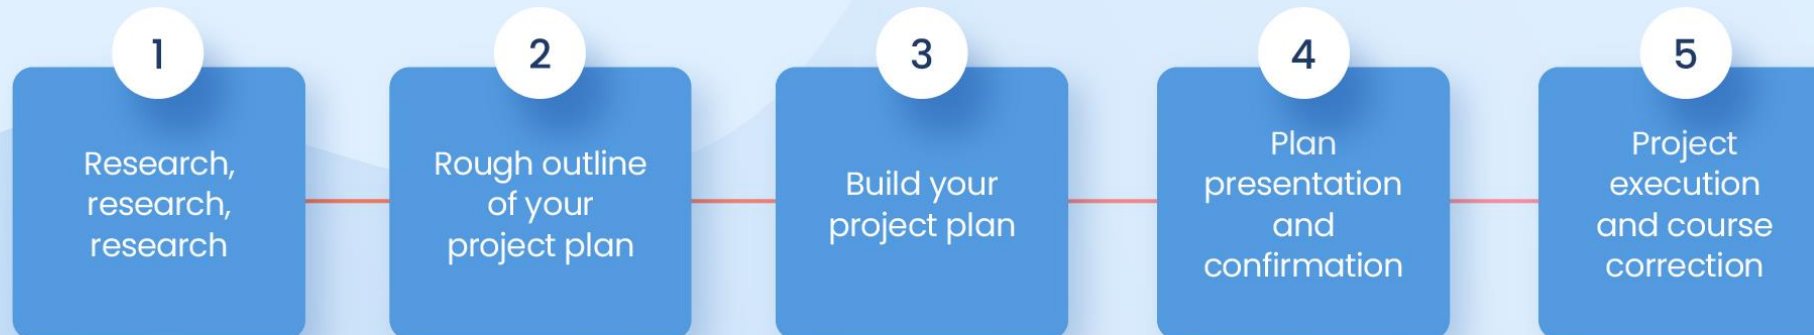 1
Research,
research,
research
2
Rough outline
of your
project plan
3
Build your
project plan
4
Plan
presentation
and
confirmation
5
Project
execution
and course
correction